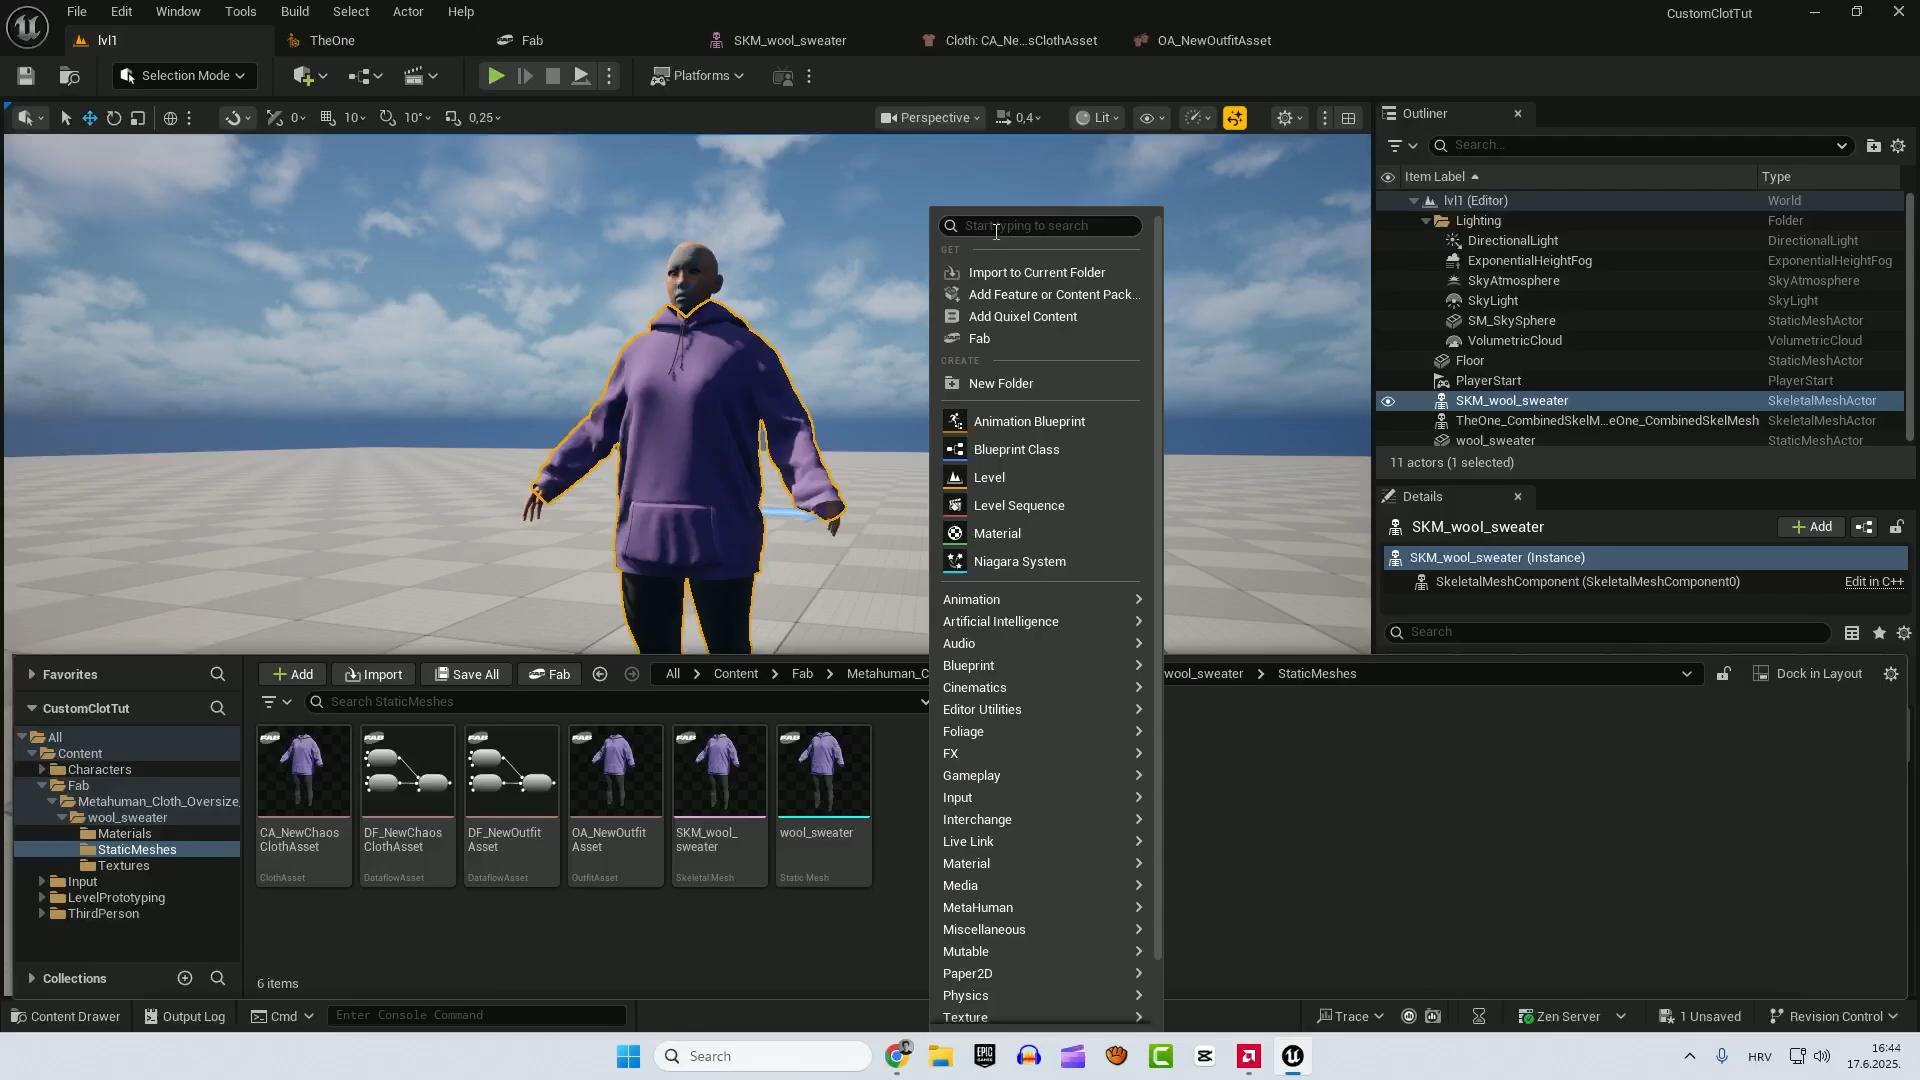 File Edit Window Tools Build Select Actor Help
CustomClotTut
lvl1
TheOne
Fab
SKM_wool_sweater
Cloth: CA_Ne...sClothAsset
OA_NewOutfitAsset
Selection Mode
Platforms
0
10
10°
0,25
Perspective
0,4
Lit
Outliner
Search...
Item Label
Type
lvl1 (Editor) World
Lighting Folder
DirectionalLight DirectionalLight
ExponentialHeightFog ExponentialHeightFog
SkyAtmosphere SkyAtmosphere
SkyLight SkyLight
SM_SkySphere StaticMeshActor
VolumetricCloud VolumetricCloud
Floor StaticMeshActor
PlayerStart PlayerStart
SKM_wool_sweater SkeletalMeshActor
TheOne_CombinedSkelM...eOne_CombinedSkelMesh SkeletalMeshActor
wool_sweater StaticMeshActor
11 actors (1 selected)
Details
SKM_wool_sweater
Add
SKM_wool_sweater (Instance)
SkeletalMeshComponent (SkeletalMeshComponent0)
Edit in C++
Search
Start typing to search
GET
Import to Current Folder
Add Feature or Content Pack...
Add Quixel Content
Fab
CREATE
New Folder
Animation Blueprint
Blueprint Class
Level
Level Sequence
Material
Niagara System
Animation
Artificial Intelligence
Audio
Blueprint
Cinematics
Editor Utilities
Foliage
FX
Gameplay
Input
Interchange
Live Link
Material
Media
MetaHuman
Miscellaneous
Mutable
Paper2D
Physics
Texture
Favorites
CustomClotTut
All
Content
Characters
Fab
Metahuman_Cloth_Oversize_
wool_sweater
Materials
StaticMeshes
Textures
Input
LevelPrototyping
ThirdPerson
Collections
Add
Import
Save All
Fab
All > Content > Fab > Metahuman_C
wool_sweater > StaticMeshes
Dock in Layout
Search StaticMeshes
FAB
CA_NewChaos
ClothAsset
ClothAsset
FAB
DF_NewChaos
ClothAsset
DataflowAsset
FAB
DF_NewOutfit
Asset
DataflowAsset
FAB
OA_NewOutfit
Asset
OutfitAsset
FAB
SKM_wool_
sweater
Skeletal Mesh
FAB
wool_sweater
Static Mesh
6 items
Content Drawer
Output Log
Cmd
Enter Console Command
Trace
Zen Server
1 Unsaved
Revision Control
Search
EPIC
GAMES
HRV
16:44
17.6.2025.